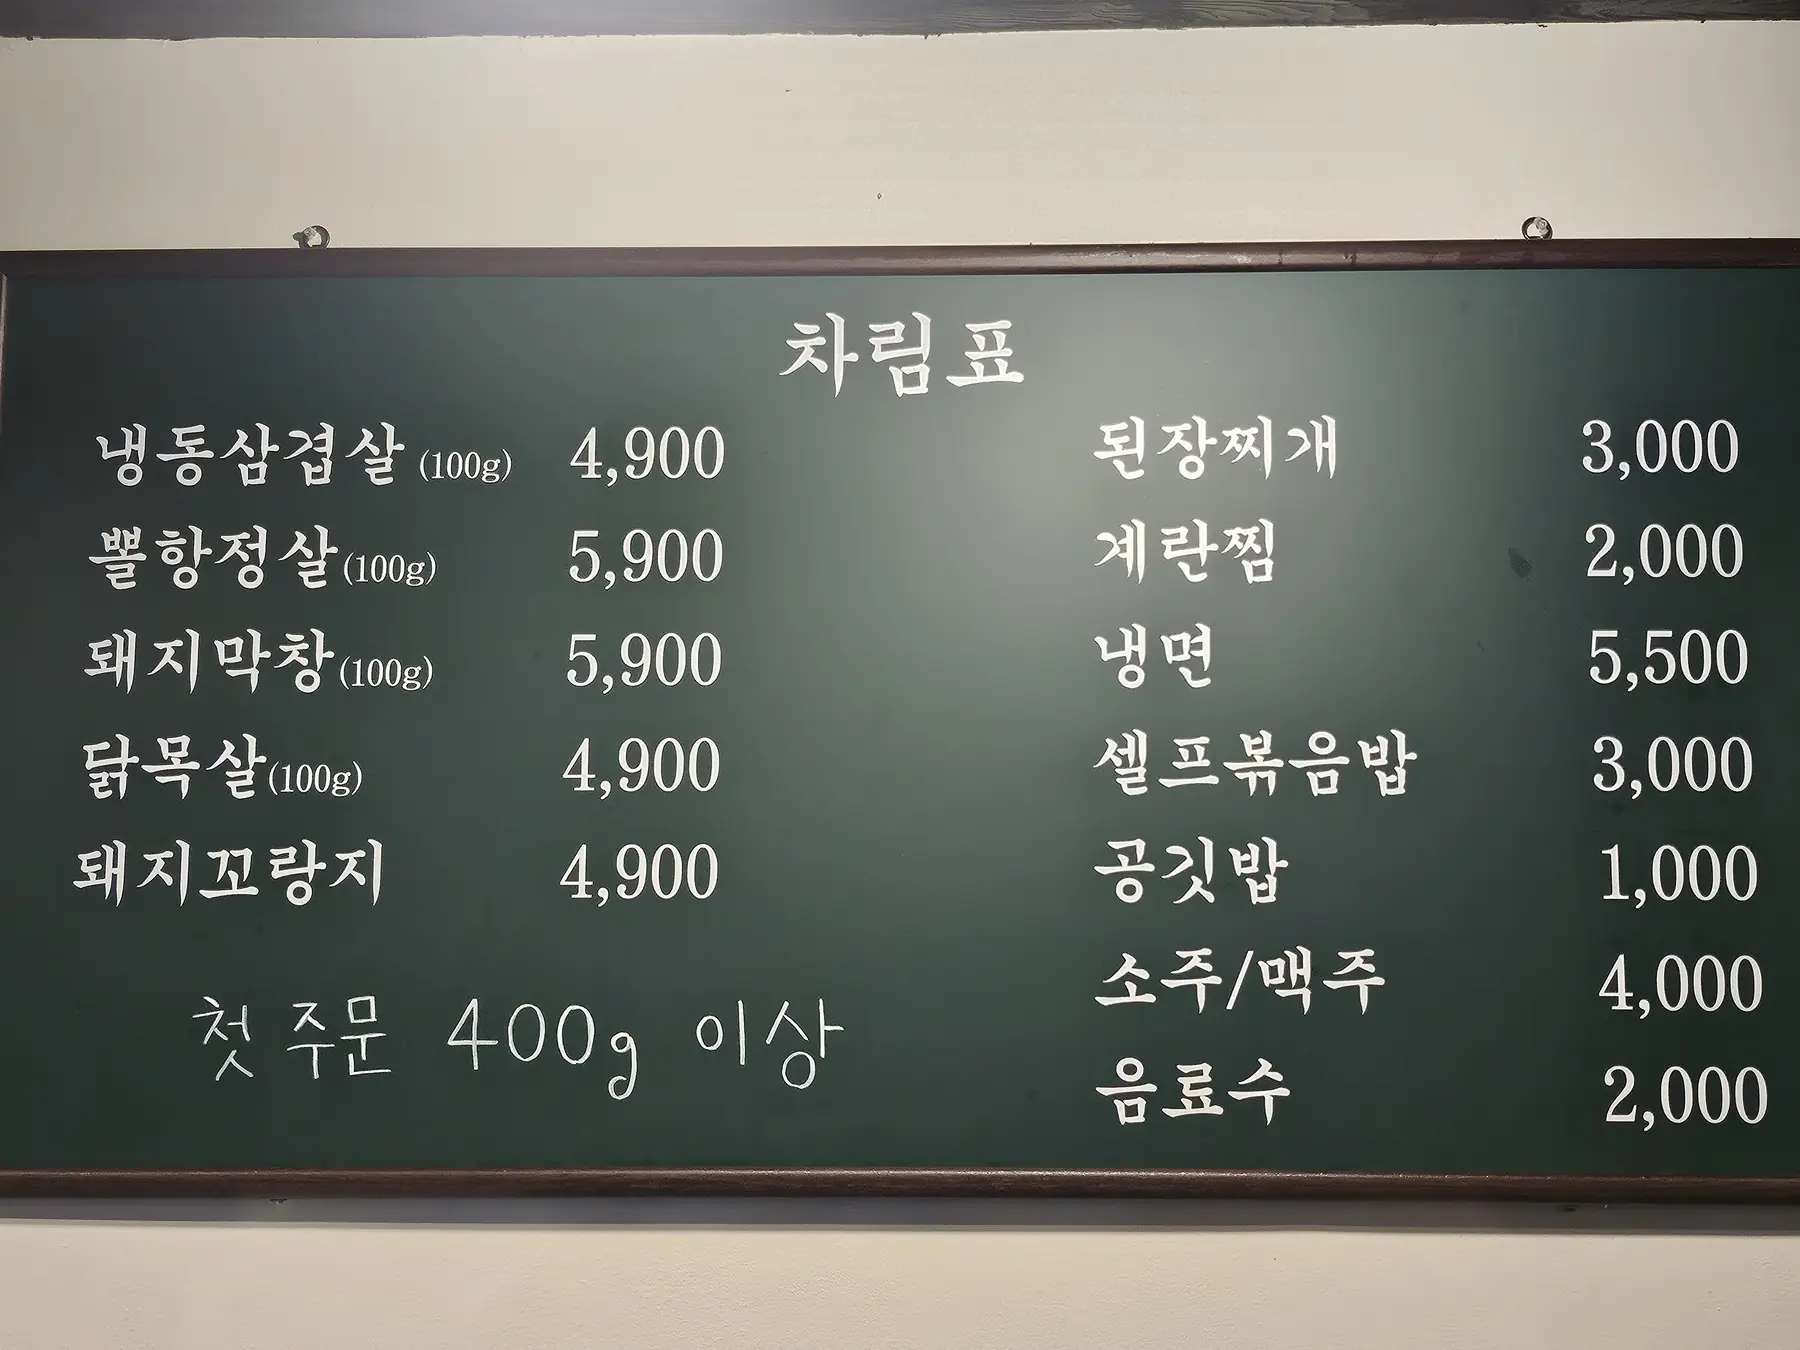 차림표
냉동삼겹살 (100g) 4,900
뽈항정살(100g) 5,900
돼지막창(100g) 5,900
닭목살(100g) 4,900
돼지꼬랑지 4,900
첫 주문 400g 이상
된장찌개 3,000
계란찜 2,000
냉면 5,500
셀프볶음밥 3,000
공깃밥 1,000
소주/맥주 4,000
음료수 2,000